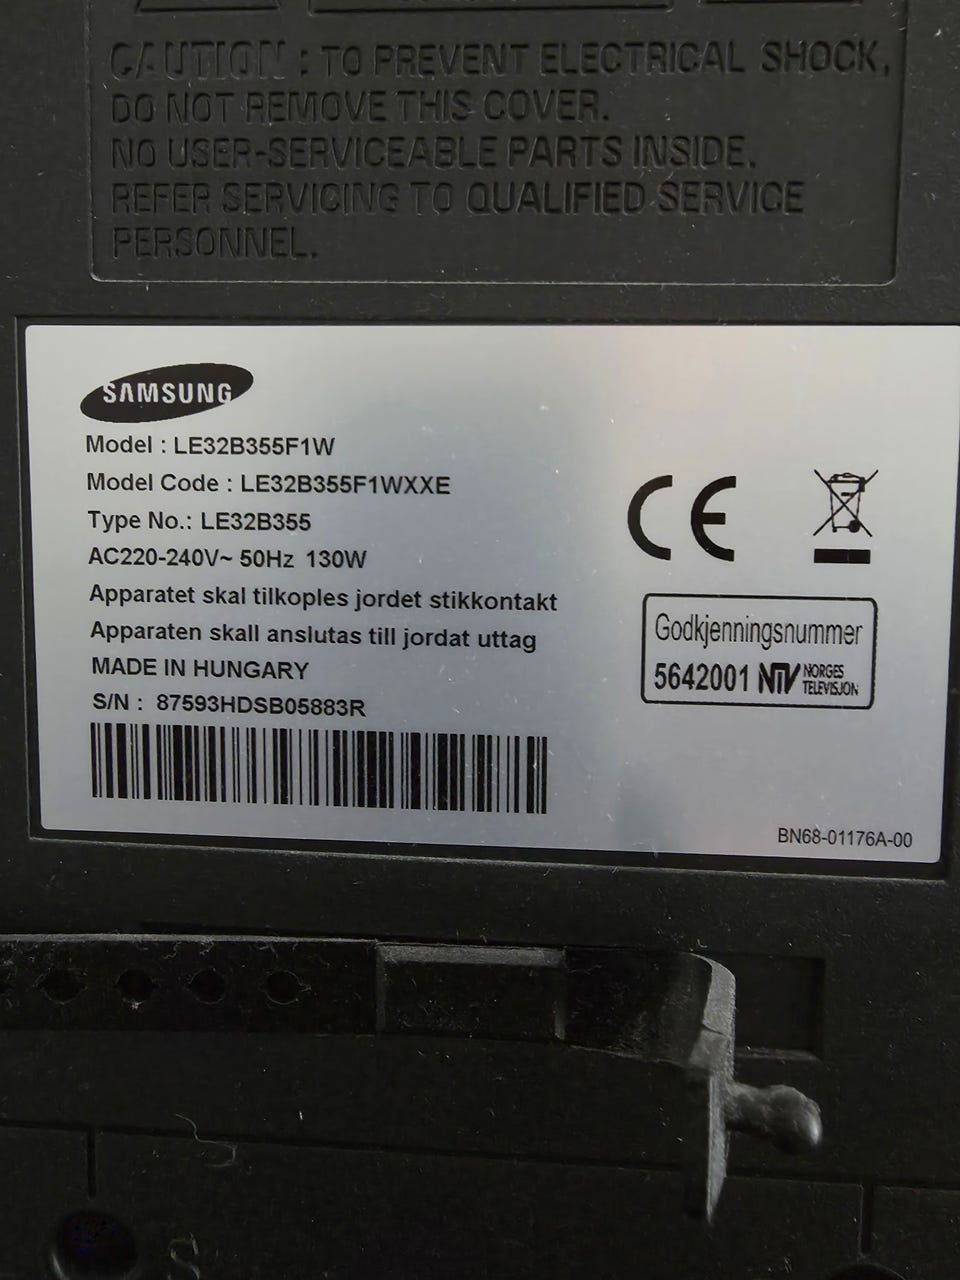 CAUTION : TO PREVENT ELECTRICAL SHOCK,
DO NOT REMOVE THIS COVER.
NO USER-SERVICEABLE PARTS INSIDE.
REFER SERVICING TO QUALIFIED SERVICE
PERSONNEL.
SAMSUNG
Model : LE32B355F1W
Model Code : LE32B355F1WXXE
Type No.: LE32B355
AC220-240V~ 50Hz 130W
Apparatet skal tilkoples jordet stikkontakt
Apparaten skall anslutas till jordat uttag
MADE IN HUNGARY
S/N : 87593HDSB05883R
CE
Godkjenningsnummer
5642001 NTV NORGES
TELEVISJON
BN68-01176A-00